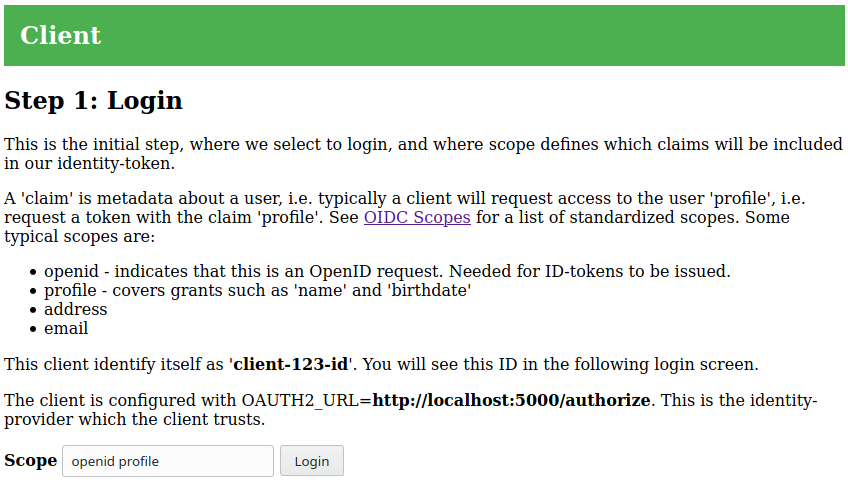 Client
Step 1: Login
This is the initial step, where we select to login, and where scope defines which claims will be included
in our identity-token.
A 'claim' is metadata about a user, i.e. typically a client will request access to the user 'profile', i.e.
request a token with the claim 'profile'. See OIDC Scopes for a list of standardized scopes. Some
typical scopes are:
• openid - indicates that this is an OpenID request. Needed for ID-tokens to be issued.
• profile - covers grants such as 'name' and 'birthdate'
• address
• email
This client identify itself as 'client-123-id'. You will see this ID in the following login screen.
The client is configured with OAUTH2_URL=http://localhost:5000/authorize. This is the identity-
provider which the client trusts.
Scope openid profile Login